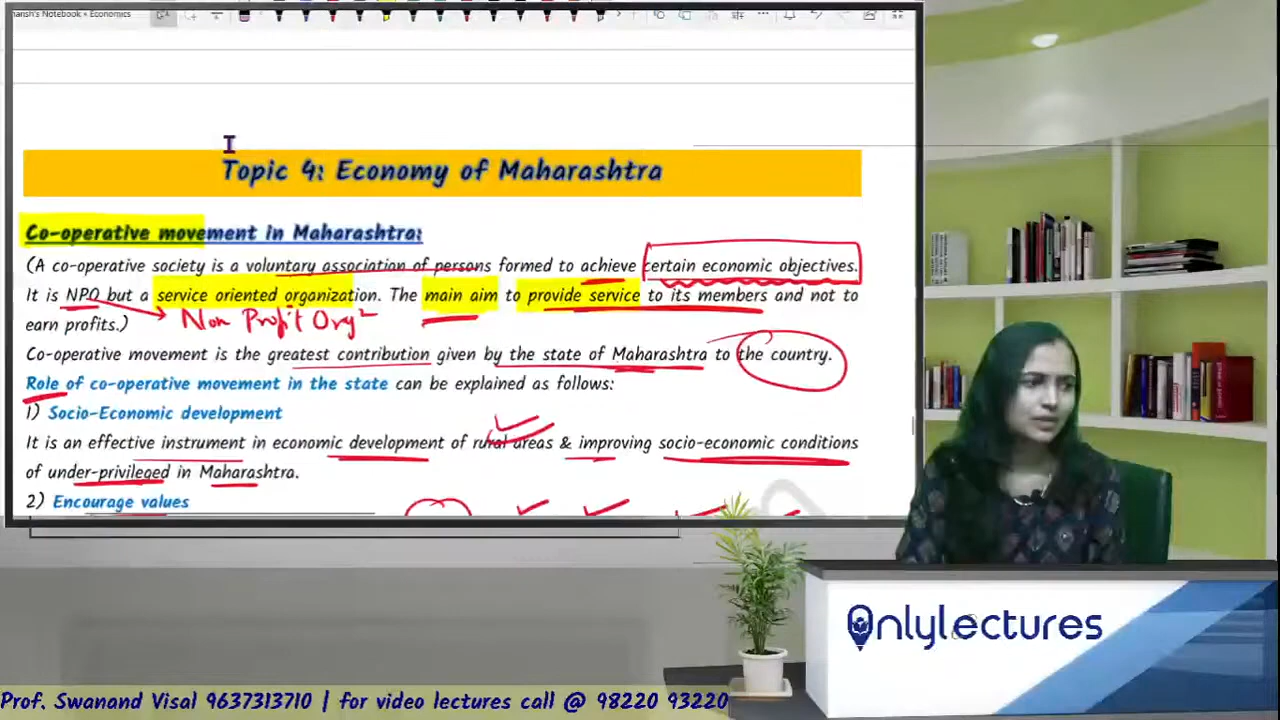 arish's Notebook • Economics
Topic 4: Economy of Maharashtra
Co-operative movement in Maharashtra:
(A co-operative society is a voluntary association of persons formed to achieve certain economic objectives.
It is NPO but a service oriented organization. The main aim to provide service to its members and not to
earn profits.)
Non Profit Orgⁿ
Co-operative movement is the greatest contribution given by the state of Maharashtra to the country.
Role of co-operative movement in the state can be explained as follows:
1) Socio-Economic development
It is an effective instrument in economic development of rural areas & improving socio-economic conditions
of under-privileged in Maharashtra.
2) Encourage values
Onlylectures
Prof. Swanand Visal 9637313710 | for video lectures call @ 98220 93220